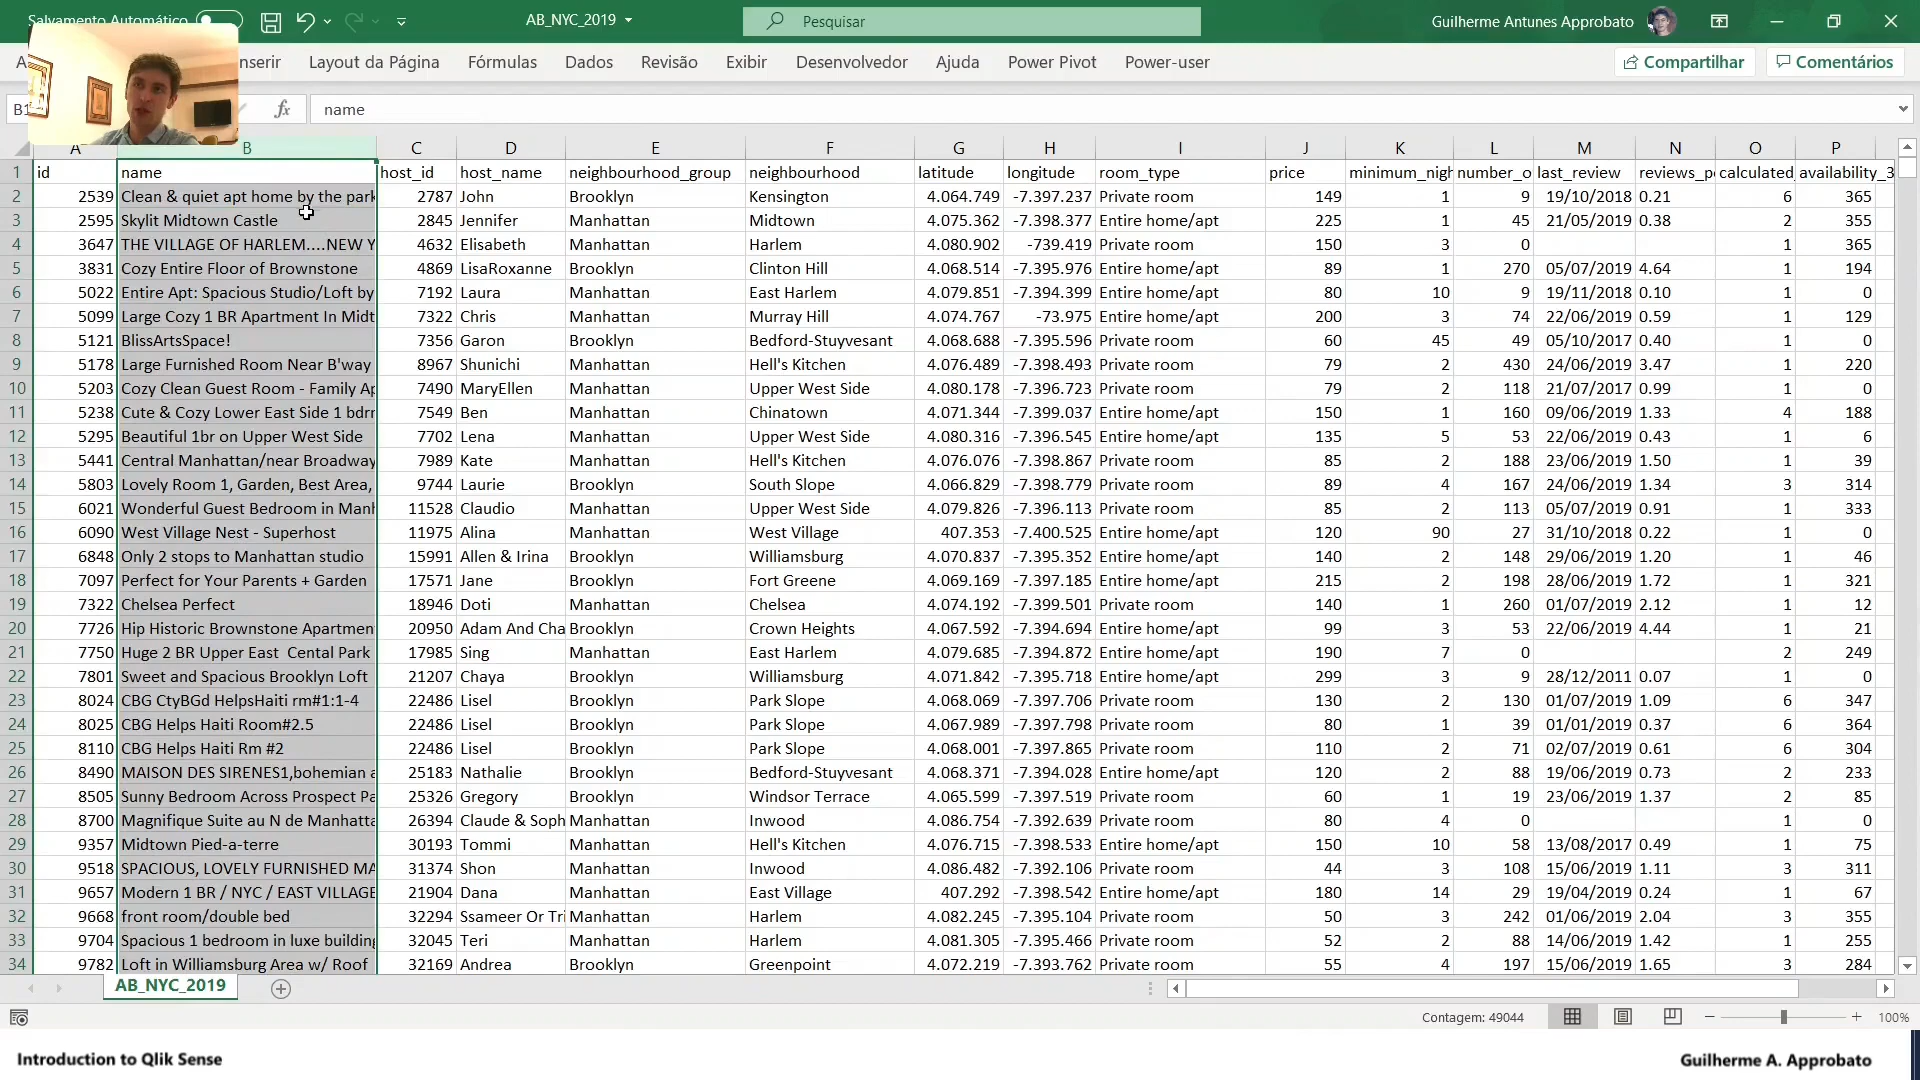 Salvamento Automático
AB_NYC_2019
Pesquisar
Guilherme Antunes Approbato
nserir Layout da Página Fórmulas Dados Revisão Exibir Desenvolvedor Ajuda Power Pivot Power-user Compartilhar Comentários
fx name
A B C D E F G H I J K L M N O P
1 id name host_id host_name neighbourhood_group neighbourhood latitude longitude room_type price minimum_nigh number_o last_review reviews_p calculated_ availability_3
2 2539 Clean & quiet apt home by the park 2787 John Brooklyn Kensington 4.064.749 -7.397.237 Private room 149 1 9 19/10/2018 0.21 6 365
3 2595 Skylit Midtown Castle 2845 Jennifer Manhattan Midtown 4.075.362 -7.398.377 Entire home/apt 225 1 45 21/05/2019 0.38 2 355
4 3647 THE VILLAGE OF HARLEM....NEW Y 4632 Elisabeth Manhattan Harlem 4.080.902 -739.419 Private room 150 3 0 1 365
5 3831 Cozy Entire Floor of Brownstone 4869 LisaRoxanne Brooklyn Clinton Hill 4.068.514 -7.395.976 Entire home/apt 89 1 270 05/07/2019 4.64 1 194
6 5022 Entire Apt: Spacious Studio/Loft by 7192 Laura Manhattan East Harlem 4.079.851 -7.394.399 Entire home/apt 80 10 9 19/11/2018 0.10 1 0
7 5099 Large Cozy 1 BR Apartment In Midt 7322 Chris Manhattan Murray Hill 4.074.767 -73.975 Entire home/apt 200 3 74 22/06/2019 0.59 1 129
8 5121 BlissArtsSpace! 7356 Garon Brooklyn Bedford-Stuyvesant 4.068.688 -7.395.596 Private room 60 45 49 05/10/2017 0.40 1 0
9 5178 Large Furnished Room Near B'way 8967 Shunichi Manhattan Hell's Kitchen 4.076.489 -7.398.493 Private room 79 2 430 24/06/2019 3.47 1 220
10 5203 Cozy Clean Guest Room - Family Ap 7490 MaryEllen Manhattan Upper West Side 4.080.178 -7.396.723 Private room 79 2 118 21/07/2017 0.99 1 0
11 5238 Cute & Cozy Lower East Side 1 bdrr 7549 Ben Manhattan Chinatown 4.071.344 -7.399.037 Entire home/apt 150 1 160 09/06/2019 1.33 4 188
12 5295 Beautiful 1br on Upper West Side 7702 Lena Manhattan Upper West Side 4.080.316 -7.396.545 Entire home/apt 135 5 53 22/06/2019 0.43 1 6
13 5441 Central Manhattan/near Broadway 7989 Kate Manhattan Hell's Kitchen 4.076.076 -7.398.867 Private room 85 2 188 23/06/2019 1.50 1 39
14 5803 Lovely Room 1, Garden, Best Area, 9744 Laurie Brooklyn South Slope 4.066.829 -7.398.779 Private room 89 4 167 24/06/2019 1.34 3 314
15 6021 Wonderful Guest Bedroom in Manh 11528 Claudio Manhattan Upper West Side 4.079.826 -7.396.113 Private room 85 2 113 05/07/2019 0.91 1 333
16 6090 West Village Nest - Superhost 11975 Alina Manhattan West Village 407.353 -7.400.525 Entire home/apt 120 90 27 31/10/2018 0.22 1 0
17 6848 Only 2 stops to Manhattan studio 15991 Allen & Irina Brooklyn Williamsburg 4.070.837 -7.395.352 Entire home/apt 140 2 148 29/06/2019 1.20 1 46
18 7097 Perfect for Your Parents + Garden 17571 Jane Brooklyn Fort Greene 4.069.169 -7.397.185 Entire home/apt 215 2 198 28/06/2019 1.72 1 321
19 7322 Chelsea Perfect 18946 Doti Manhattan Chelsea 4.074.192 -7.399.501 Private room 140 1 260 01/07/2019 2.12 1 12
20 7726 Hip Historic Brownstone Apartmen 20950 Adam And Cha Brooklyn Crown Heights 4.067.592 -7.394.694 Entire home/apt 99 3 53 22/06/2019 4.44 1 21
21 7750 Huge 2 BR Upper East  Cental Park 17985 Sing Manhattan East Harlem 4.079.685 -7.394.872 Entire home/apt 190 7 0 2 249
22 7801 Sweet and Spacious Brooklyn Loft 21207 Chaya Brooklyn Williamsburg 4.071.842 -7.395.718 Entire home/apt 299 3 9 28/12/2011 0.07 1 0
23 8024 CBG CtyBGd HelpsHaiti rm#1:1-4 22486 Lisel Brooklyn Park Slope 4.068.069 -7.397.706 Private room 130 2 130 01/07/2019 1.09 6 347
24 8025 CBG Helps Haiti Room#2.5 22486 Lisel Brooklyn Park Slope 4.067.989 -7.397.798 Private room 80 1 39 01/01/2019 0.37 6 364
25 8110 CBG Helps Haiti Rm #2 22486 Lisel Brooklyn Park Slope 4.068.001 -7.397.865 Private room 110 2 71 02/07/2019 0.61 6 304
26 8490 MAISON DES SIRENES1,bohemian a 25183 Nathalie Brooklyn Bedford-Stuyvesant 4.068.371 -7.394.028 Entire home/apt 120 2 88 19/06/2019 0.73 2 233
27 8505 Sunny Bedroom Across Prospect Pa 25326 Gregory Brooklyn Windsor Terrace 4.065.599 -7.397.519 Private room 60 1 19 23/06/2019 1.37 2 85
28 8700 Magnifique Suite au N de Manhatta 26394 Claude & Soph Manhattan Inwood 4.086.754 -7.392.639 Private room 80 4 0 1 0
29 9357 Midtown Pied-a-terre 30193 Tommi Manhattan Hell's Kitchen 4.076.715 -7.398.533 Entire home/apt 150 10 58 13/08/2017 0.49 1 75
30 9518 SPACIOUS, LOVELY FURNISHED MA 31374 Shon Manhattan Inwood 4.086.482 -7.392.106 Private room 44 3 108 15/06/2019 1.11 3 311
31 9657 Modern 1 BR / NYC / EAST VILLAGE 21904 Dana Manhattan East Village 407.292 -7.398.542 Entire home/apt 180 14 29 19/04/2019 0.24 1 67
32 9668 front room/double bed 32294 Ssameer Or Tri Manhattan Harlem 4.082.245 -7.395.104 Private room 50 3 242 01/06/2019 2.04 3 355
33 9704 Spacious 1 bedroom in luxe building 32045 Teri Manhattan Harlem 4.081.305 -7.395.466 Private room 52 2 88 14/06/2019 1.42 1 255
34 9782 Loft in Williamsburg Area w/ Roof 32169 Andrea Brooklyn Greenpoint 4.072.219 -7.393.762 Private room 55 4 197 15/06/2019 1.65 3 284
AB_NYC_2019
Contagem: 49044
100%
Introduction to Qlik Sense
Guilherme A. Approbato